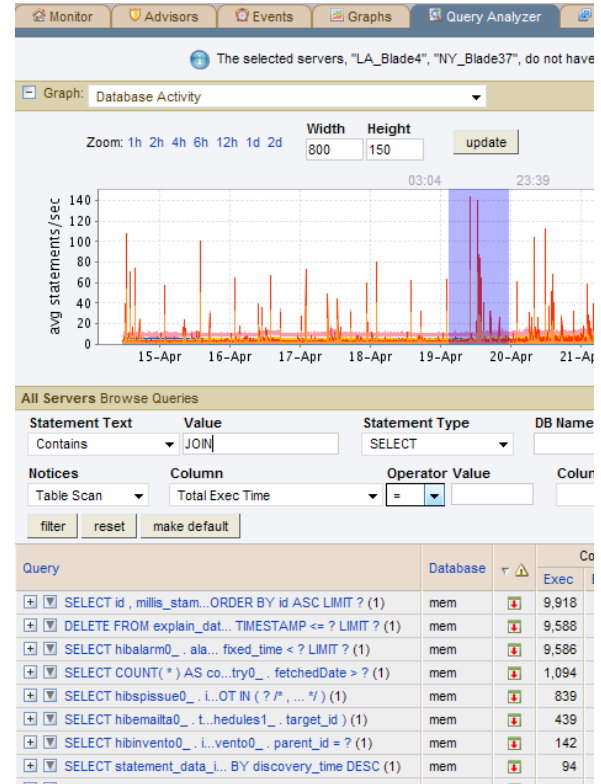 Monitor Advisors Events Graphs Query Analyzer
The selected servers, "LA_Blade4", "NY_Blade37", do not have
Graph: Database Activity
Width Height
Zoom: 1h 2h 4h 6h 12h 1d 2d 800 150 update
03:04 23:39
avg statements/sec
140
120
100
80
60
40
20
0
15-Apr 16-Apr 17-Apr 18-Apr 19-Apr 20-Apr 21-Ap
All Servers Browse Queries
Statement Text Value Statement Type DB Name
Contains JOIN SELECT
Notices Column Operator Value Colum
Table Scan Total Exec Time =
filter reset make default
Query Database Co
Exec
SELECT id , millis_stam...ORDER BY id ASC LIMIT ? (1) mem 9,918
DELETE FROM explain_dat... TIMESTAMP <= ? LIMIT ? (1) mem 9,588
SELECT hibalarm0_ . ala... fixed_time < ? LIMIT ? (1) mem 9,586
SELECT COUNT( * ) AS co...try0_ . fetchedDate > ? (1) mem 1,094
SELECT hibspissue0_ . i...OT IN ( ? /* , ... */ ) (1) mem 839
SELECT hibemailta0_ . t...hedules1_ . target_id ) (1) mem 439
SELECT hibinvento0_ . i...vento0_ . parent_id = ? (1) mem 142
SELECT statement_data_i... BY discovery_time DESC (1) mem 94